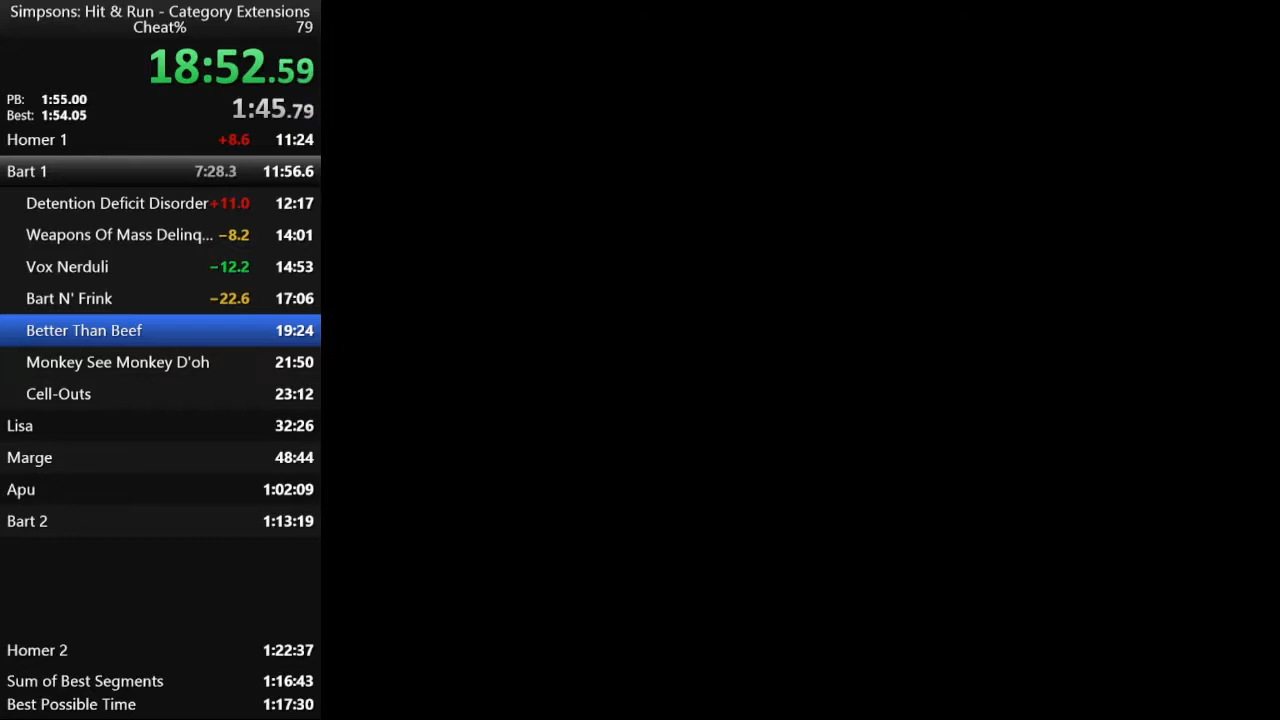 Simpsons: Hit & Run - Category Extensions
Cheat% 79
18:52.59
PB: 1:55.00 1:45.79
Best: 1:54.05
Homer 1 +8.6 11:24
Bart 1 7:28.3 11:56.6
Detention Deficit Disorder +11.0 12:17
Weapons Of Mass Delinq... −8.2 14:01
Vox Nerduli −12.2 14:53
Bart N' Frink −22.6 17:06
Better Than Beef 19:24
Monkey See Monkey D'oh 21:50
Cell-Outs 23:12
Lisa 32:26
Marge 48:44
Apu 1:02:09
Bart 2 1:13:19
Homer 2 1:22:37
Sum of Best Segments 1:16:43
Best Possible Time 1:17:30